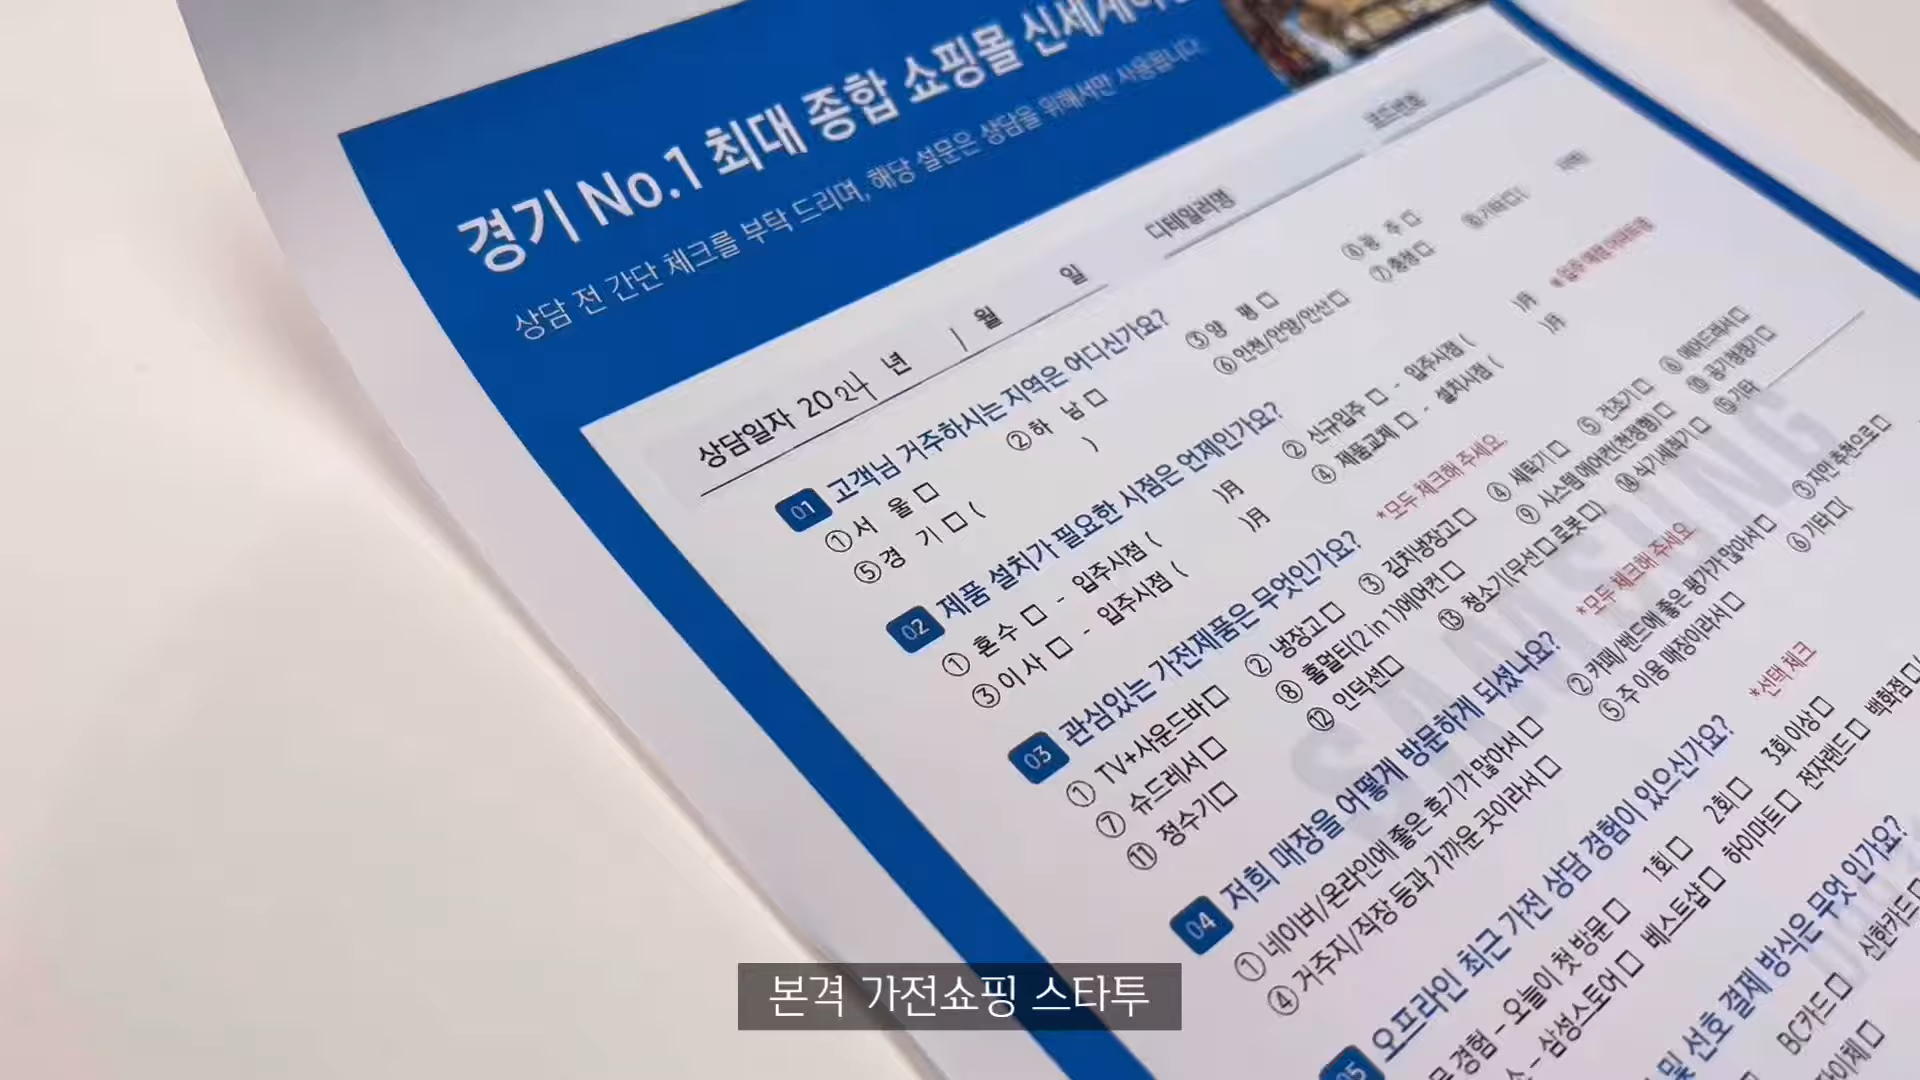 경기 No.1 최대 종합 쇼핑몰
상담 전 간단 체크를 부탁 드리며, 해당 설문은 상담을 위해서만 사용됩니다.
상담일자 2024 년 1 월 일 디테일러명 코드번호
01 고객님 거주하시는 지역은 어디신가요?
① 서 울 □ ② 하 남 □ ③ 양 평 □ ④ 광 주 □
⑤ 경 기 □ ( ) ⑥ 인천/안양/안산 □ ⑦ 충청 □ ⑧ 기타 □ (
02 제품 설치가 필요한 시점은 언제인가요?
① 혼 수 □ - 입주시점 ( )月 ② 신규입주 □ - 입주시점 ( )月
③ 이 사 □ - 입주시점 ( )月 ④ 제품교체 □ - 설치시점 ( )月
03 관심있는 가전제품은 무엇인가요? *모두 체크해 주세요.
① TV+사운드바 □ ② 냉장고 □ ③ 김치냉장고 □ ④ 세탁기 □ ⑤ 건조기 □ ⑥ 에어드레서 □
⑦ 슈드레서 □ ⑧ 홈멀티(2 in 1)에어컨 □ ⑨ 시스템에어컨(천정형) □ ⑩ 공기청정기 □
⑪ 정수기 □ ⑫ 인덕션 □ ⑬ 청소기(무선 □ 로봇 □) ⑭ 식기세척기 □ ⑮ 기타
04 저희 매장을 어떻게 방문하게 되셨나요? *모두 체크해 주세요
① 네이버/온라인에 좋은 후기가 많아서 □ ② 카페/밴드에 좋은 평가가 많아서 □ ③ 지인 추천으로 □
④ 거주지/직장 등과 가까운 곳이라서 □ ⑤ 주 이용 매장이라서 □ ⑥ 기타 □ (
05 오프라인 최근 가전 상담 경험이 있으신가요? *선택 체크
경험 - 오늘이 첫 방문 □ 1회 □ 2회 □ 3회 이상 □
- 삼성스토어 □ 베스트샵 □ 하이마트 □ 전자랜드 □ 백화점 □
및 선호 결제 방식은 무엇 인가요?
BC카드 □ 신한카드 □
SAMSUNG
본격 가전쇼핑 스타투